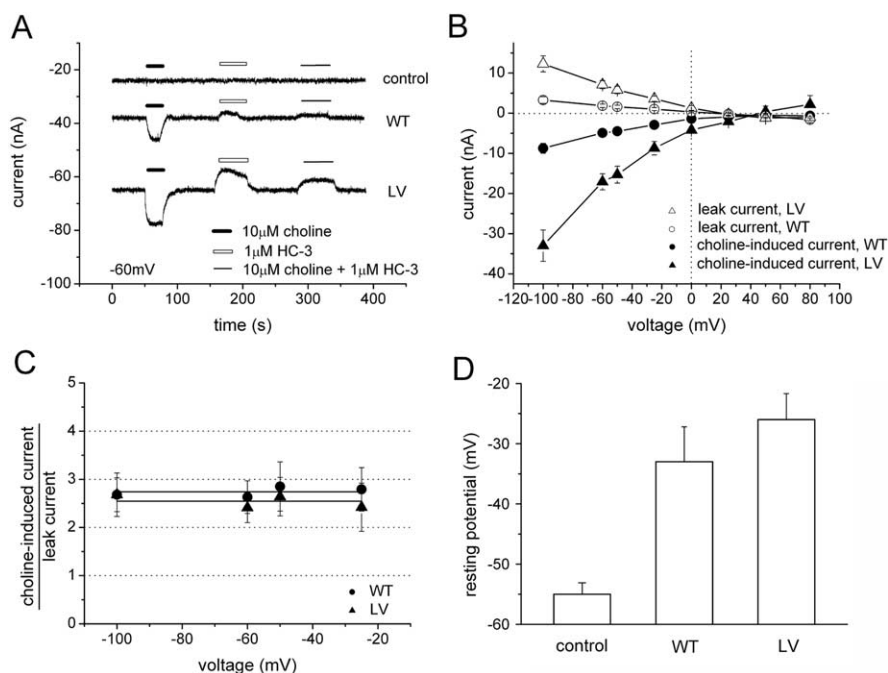 A
-20
-40
-60
-80
-100
current (nA)
control
WT
LV
10μM choline
1μM HC-3
10μM choline + 1μM HC-3
-60mV
0 100 200 300 400
time (s)
B
20
10
0
-10
-20
-30
-40
current (nA)
leak current, LV
leak current, WT
choline-induced current, WT
choline-induced current, LV
-120 -100 -80 -60 -40 -20 0 20 40 60 80 100
voltage (mV)
C
5
4
3
2
1
0
choline-induced current
leak current
WT
LV
-100 -80 -60 -40 -20
voltage (mV)
D
-20
-30
-40
-50
-60
resting potential (mV)
control WT LV